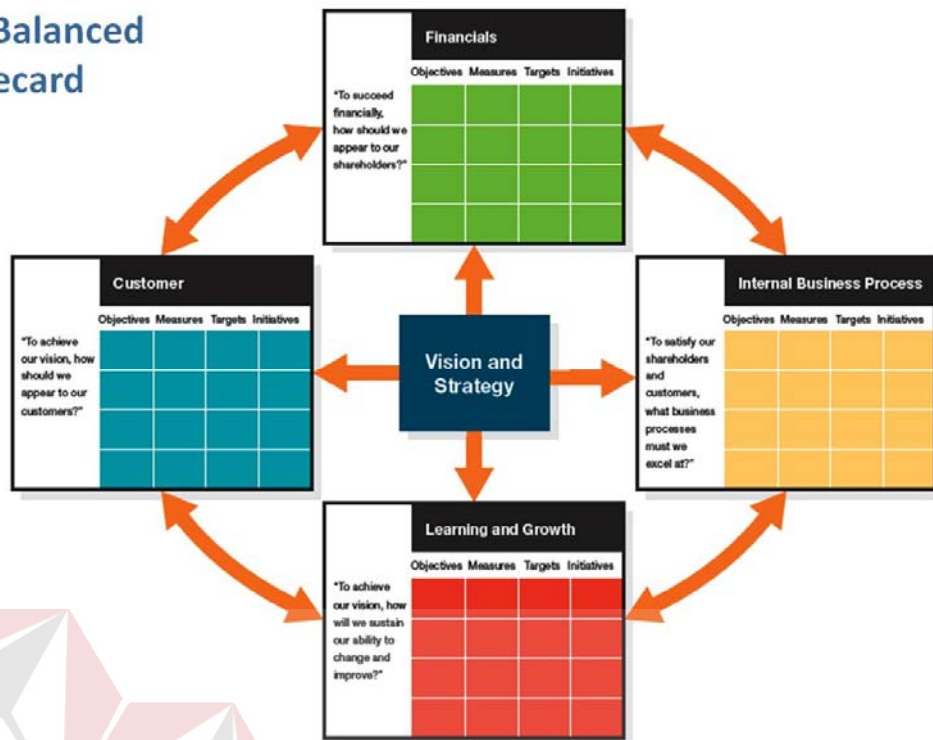 Balanced
ecard
Financials
Objectives Measures Targets Initiatives
"To succeed
financially,
how should we
appear to our
shareholders?"
Customer
Objectives Measures Targets Initiatives
"To achieve
our vision, how
should we
appear to our
customers?"
Vision and
Strategy
Internal Business Process
Objectives Measures Targets Initiatives
"To satisfy our
shareholders
and
customers,
what business
processes
must we
excel at?"
Learning and Growth
Objectives Measures Targets Initiatives
"To achieve
our vision, how
will we sustain
our ability to
change and
improve?"